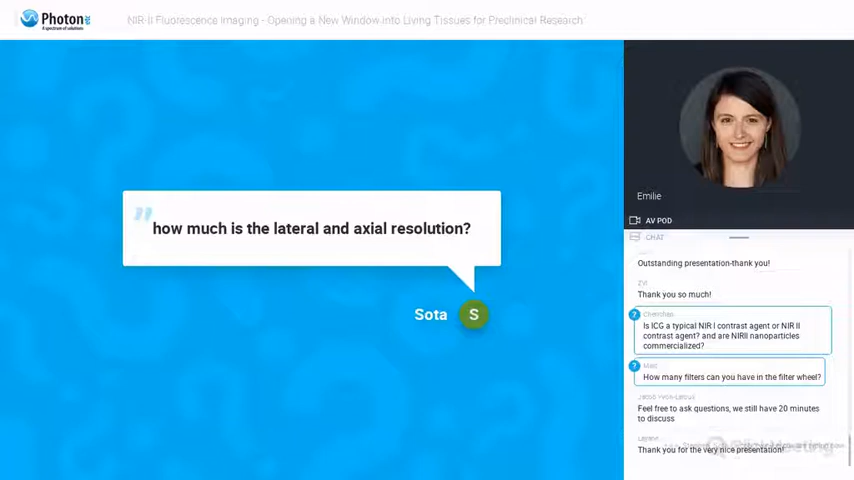 Photon etc
A spectrum of solutions
NIR-II Fluorescence Imaging - Opening a New Window into Living Tissues for Preclinical Research
how much is the lateral and axial resolution?
Sota
S
Emilie
AV POD
CHAT
Outstanding presentation-thank you!
Thank you so much!
?
Is ICG a typical NIR I contrast agent or NIR II
contrast agent? and are NIRII nanoparticles
commercialized?
?
Marc
How many filters can you have in the filter wheel?
Feel free to ask questions, we still have 20 minutes
to discuss
Thank you for the very nice presentation!